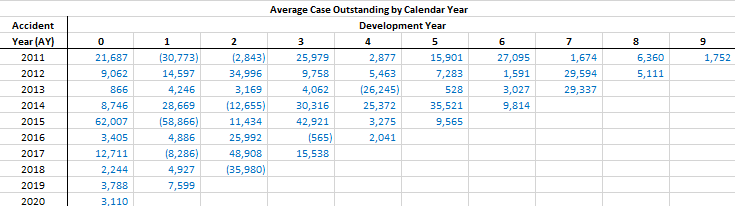 Average Case Outstanding by Calendar Year
Accident Development Year
Year (AY) 0 1 2 3 4 5 6 7 8 9
2011 21,687 (30,773) (2,843) 25,979 2,877 15,901 27,095 1,674 6,360 1,752
2012 9,062 14,597 34,996 9,758 5,463 7,283 1,591 29,594 5,111
2013 866 4,246 3,169 4,062 (26,245) 528 3,027 29,337
2014 8,746 28,669 (12,655) 30,316 25,372 35,521 9,814
2015 62,007 (58,866) 11,434 42,921 3,275 9,565
2016 3,405 4,886 25,992 (565) 2,041
2017 12,711 (8,286) 48,908 15,538
2018 2,244 4,927 (35,980)
2019 3,788 7,599
2020 3,110